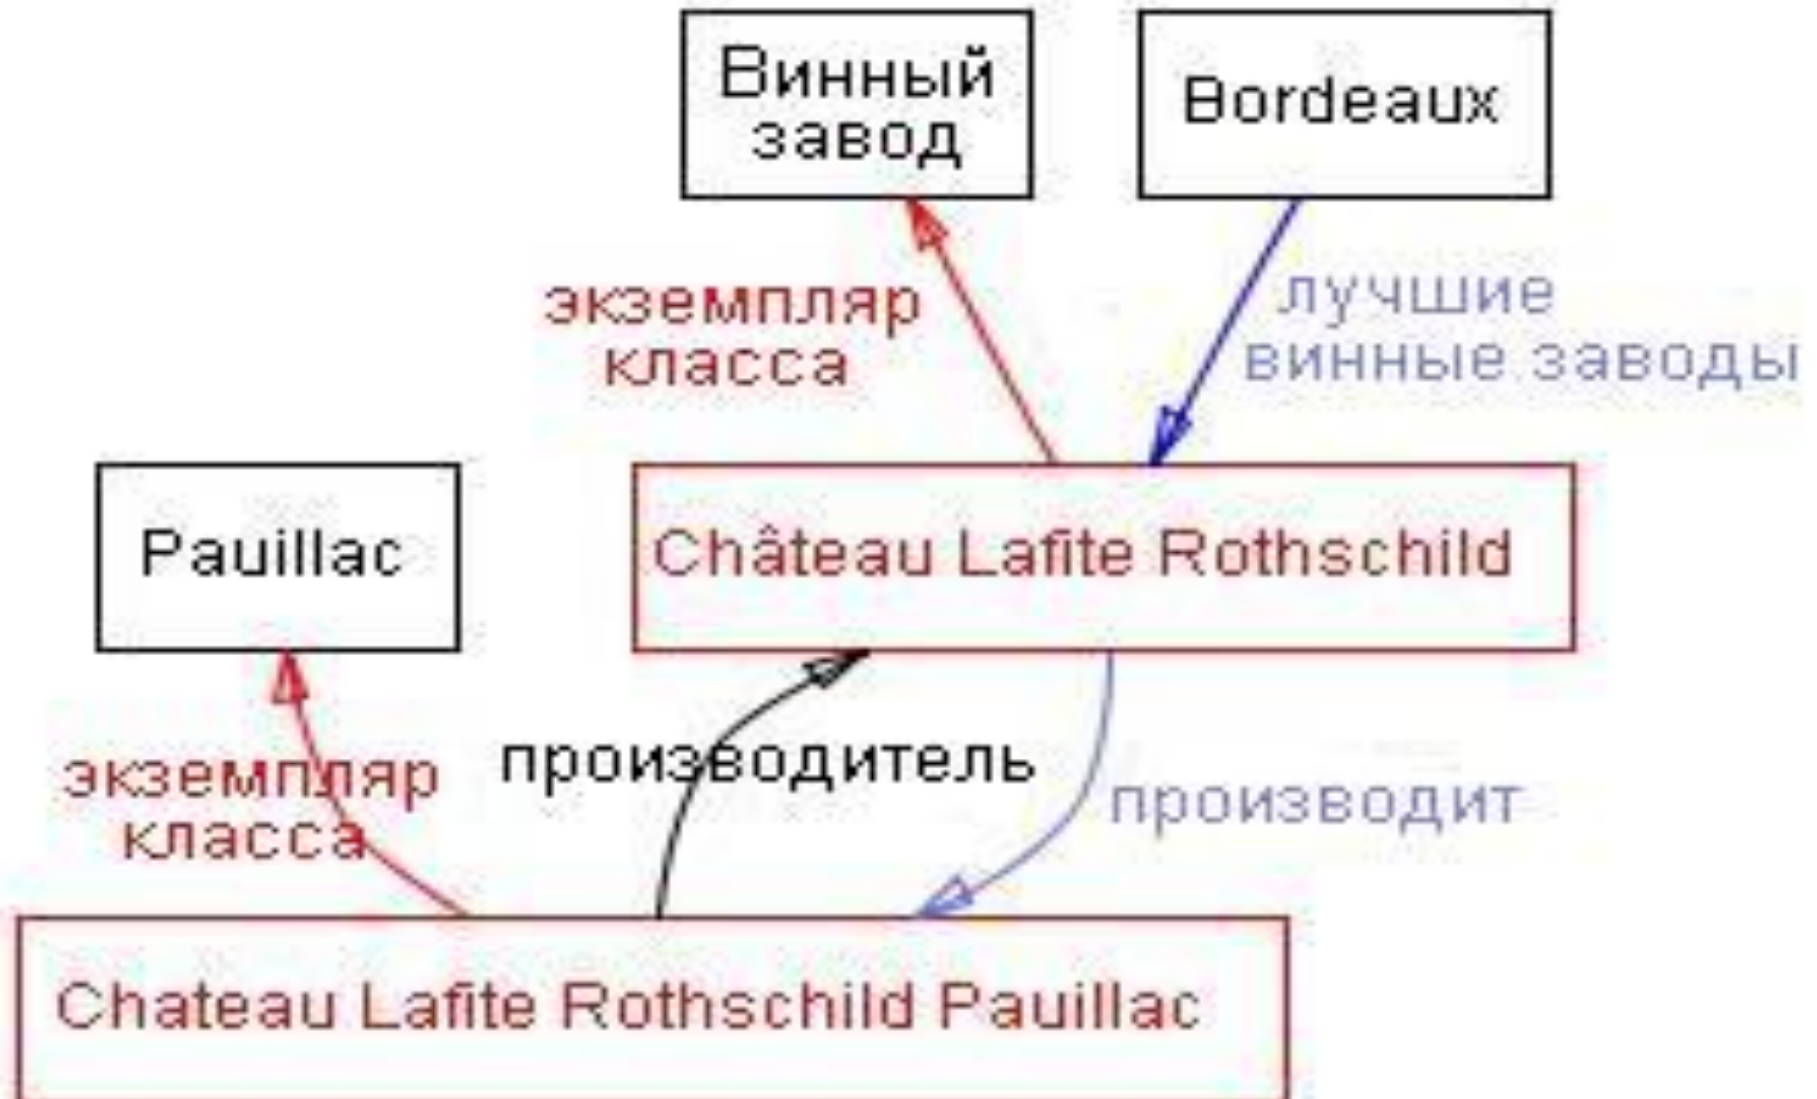 Винный
завод
Bordeaux
экземпляр
класса
лучшие
винные заводы
Pauillac
Château Lafite Rothschild
экземпляр
класса
производитель
производит
Chateau Lafite Rothschild Pauillac